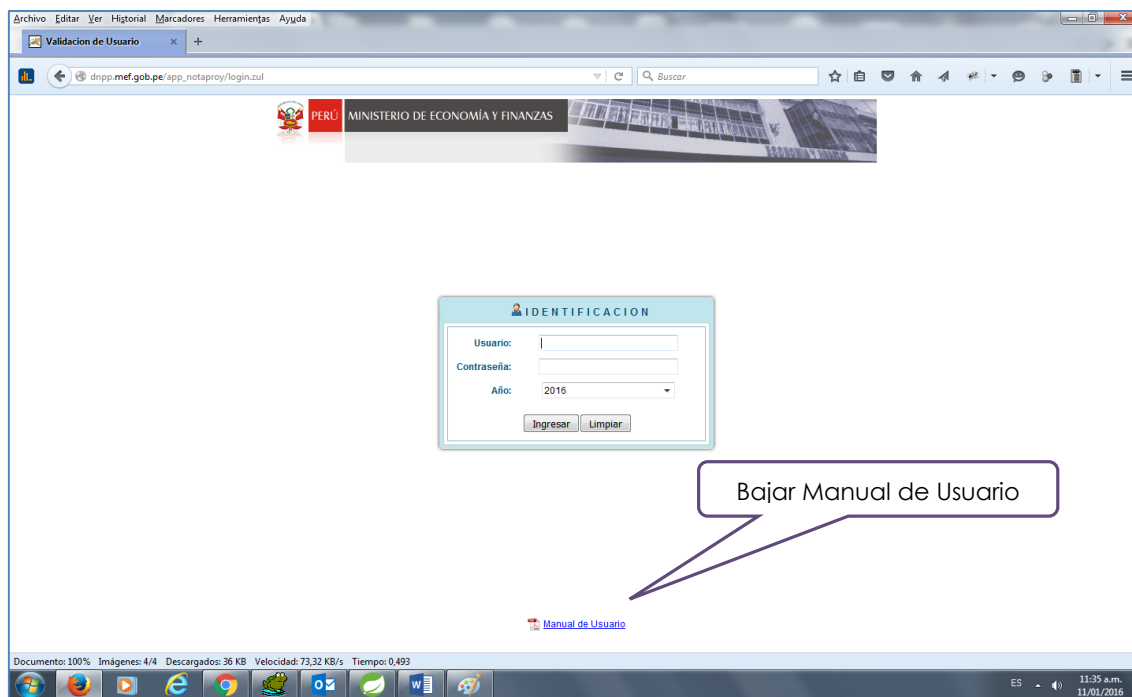 Archivo Editar Ver Historial Marcadores Herramientas Ayuda
Validacion de Usuario × +
dnpp.mef.gob.pe/app_notaproy/login.zul
Buscar
PERÚ MINISTERIO DE ECONOMÍA Y FINANZAS
IDENTIFICACION
Usuario:
Contraseña:
Año: 2016
Ingresar Limpiar
Bajar Manual de Usuario
Manual de Usuario
Documento: 100% Imágenes: 4/4 Descargados: 36 KB Velocidad: 73,32 KB/s Tiempo: 0,493
ES 11:35 a.m.
11/01/2016